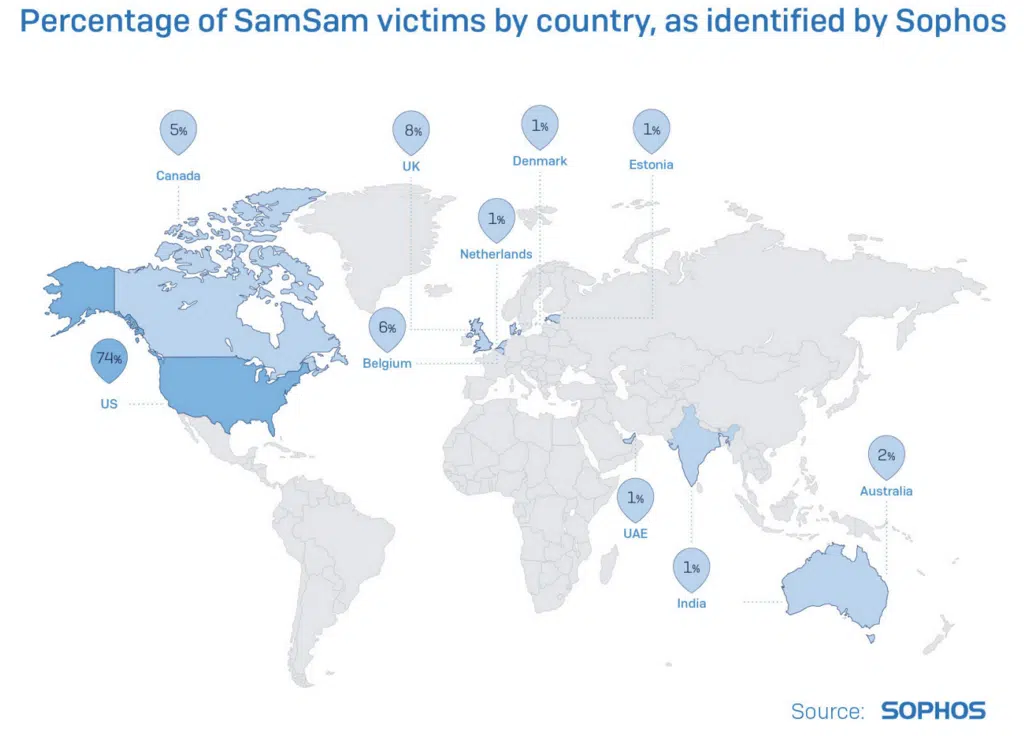 Percentage of SamSam victims by country, as identified by Sophos
5%
Canada
8%
UK
1%
Denmark
1%
Estonia
1%
Netherlands
6%
Belgium
74%
US
2%
Australia
1%
UAE
1%
India
Source: SOPHOS